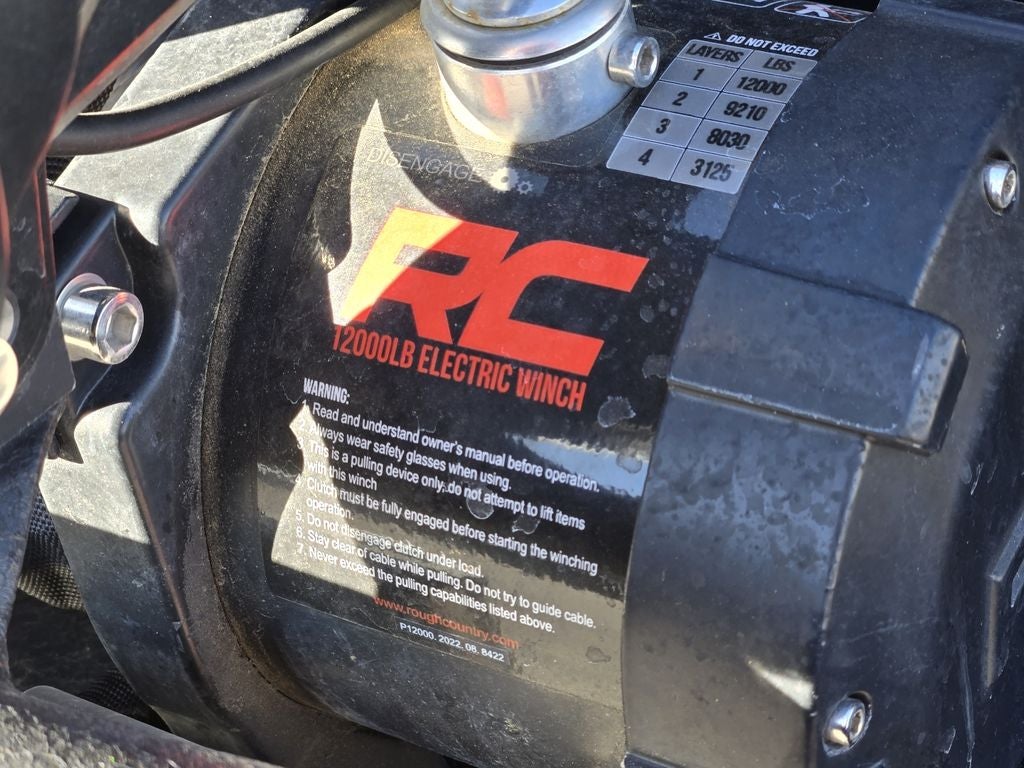 ⚠ DO NOT EXCEED
LAYERS LBS
1 12000
2 9210
3 8030
4 3125
DISENGAGE
RC
12000LB ELECTRIC WINCH
WARNING:
1. Read and understand owner's manual before operation.
2. Always wear safety glasses when using.
3. This is a pulling device only, do not attempt to lift items
with this winch
4. Clutch must be fully engaged before starting the winching
operation.
5. Do not disengage clutch under load.
6. Stay clear of cable while pulling. Do not try to guide cable.
7. Never exceed the pulling capabilities listed above.
www.roughcountry.com
P12000. 2022. 08. 8422